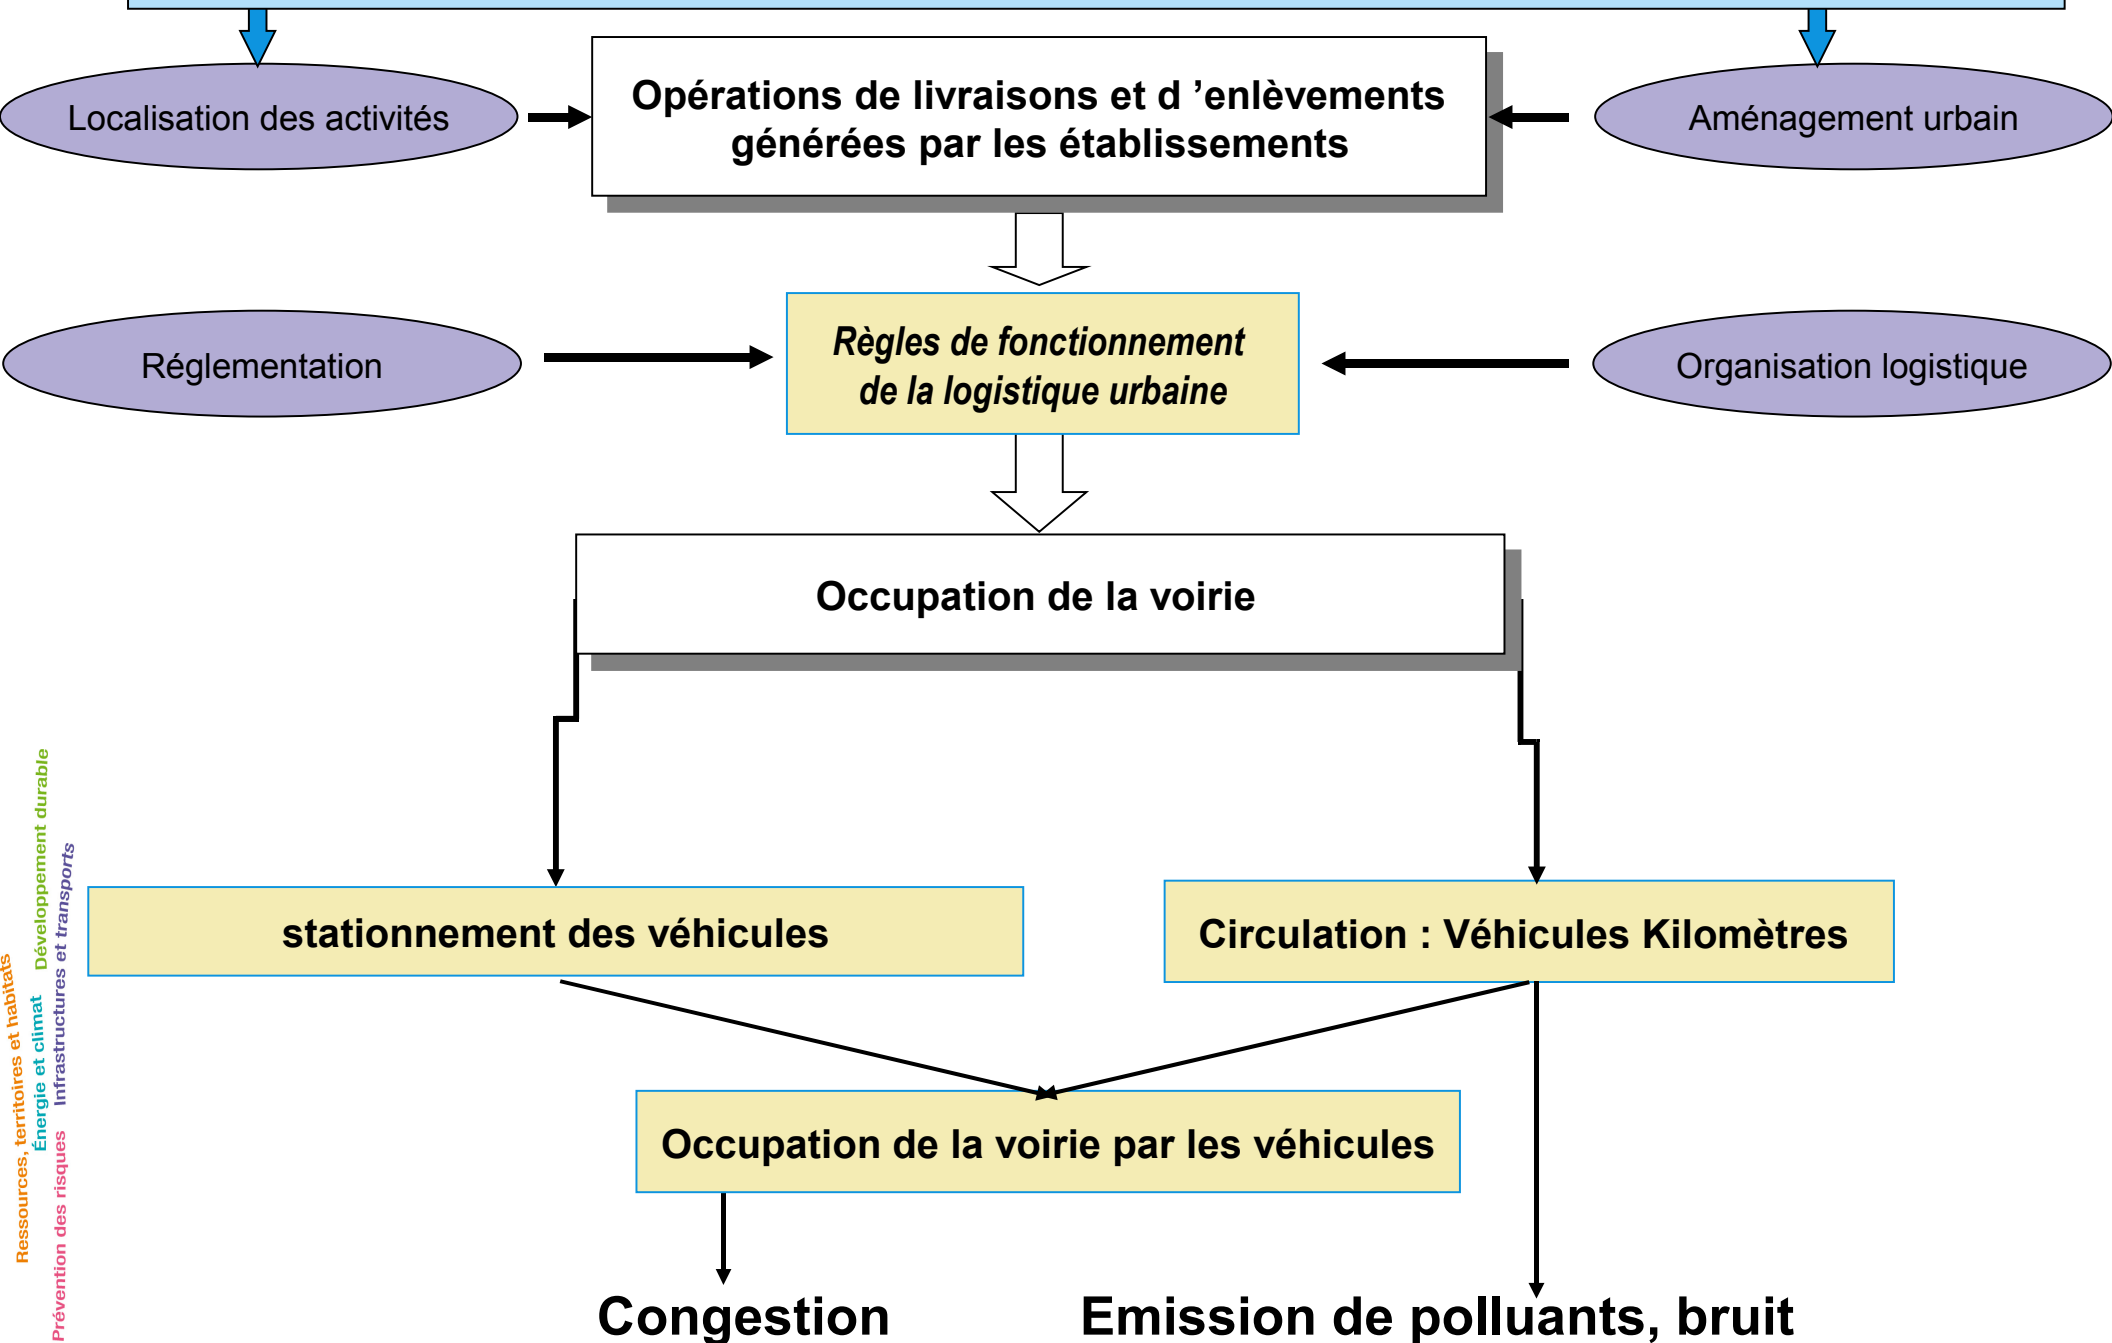 Localisation des activités
Opérations de livraisons et d ’enlèvements
générées par les établissements
Aménagement urbain
Réglementation
Règles de fonctionnement
de la logistique urbaine
Organisation logistique
Occupation de la voirie
stationnement des véhicules
Circulation : Véhicules Kilomètres
Occupation de la voirie par les véhicules
Congestion
Emission de polluants, bruit
Ressources, territoires et habitats
Énergie et climat Développement durable
Prévention des risques Infrastructures et transports